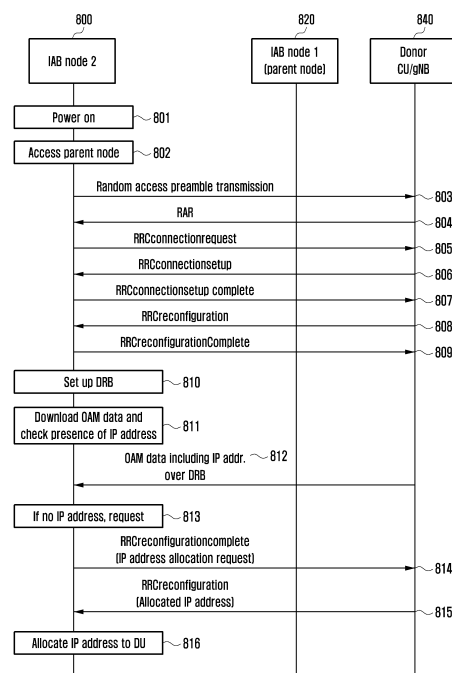 800
820
840
IAB node 2
IAB node 1
(parent node)
Donor
CU/gNB
Power on
801
Access parent node
802
Random access preamble transmission
803
RAR
804
RRCconnectionrequest
805
RRCconnectionsetup
806
RRCconnectionsetup complete
807
RRCreconfiguration
808
RRCreconfigurationComplete
809
Set up DRB
810
Download OAM data and
check presence of IP address
811
OAM data including IP addr.
over DRB
812
If no IP address, request
813
RRCreconfigurationcomplete
(IP address allocation request)
814
RRCreconfiguration
(Allocated IP address)
815
Allocate IP address to DU
816